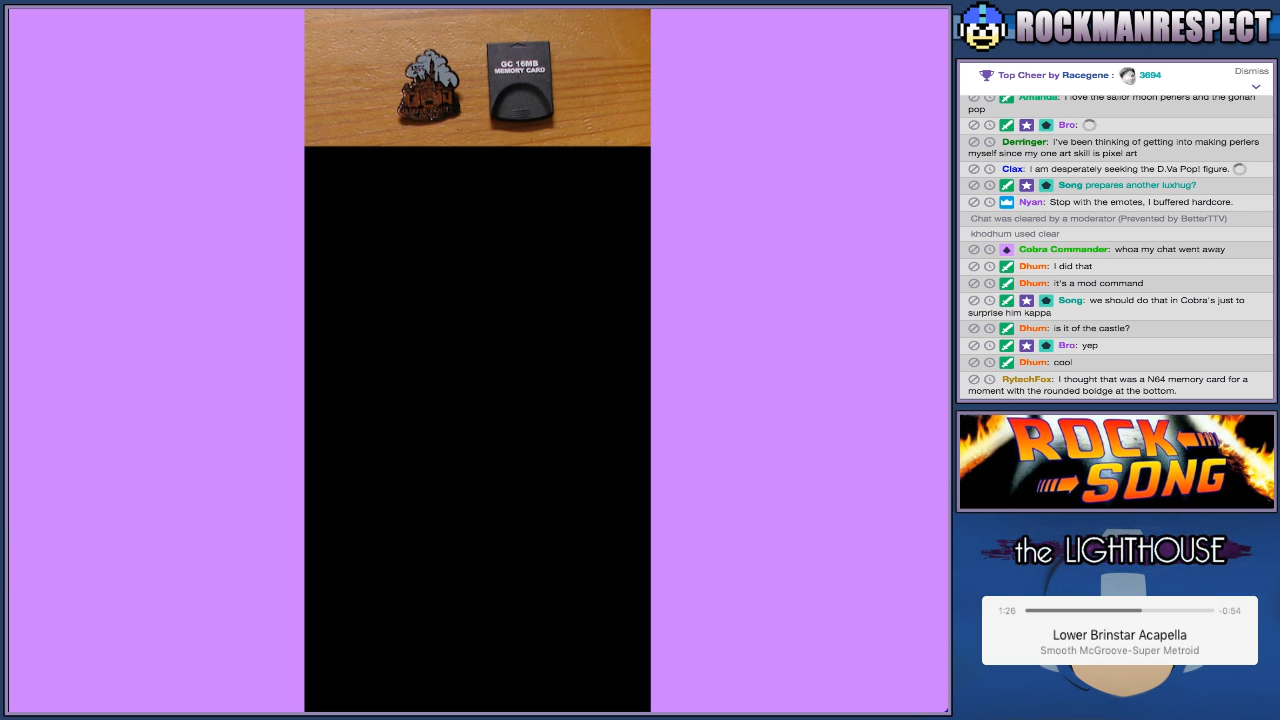 GC 16MB
MEMORY CARD
ROCKMANRESPECT
Top Cheer by Racegene : 3694
Dismiss
Amanda: I love the sailor moon perlers and the gohan
pop
Bro:
Derringer: I've been thinking of getting into making perlers
myself since my one art skill is pixel art
Clax: I am desperately seeking the D.Va Pop! figure.
Song prepares another luxhug?
Nyan: Stop with the emotes, I buffered hardcore.
Chat was cleared by a moderator (Prevented by BetterTTV)
khodhum used clear
Cobra Commander: whoa my chat went away
Dhum: I did that
Dhum: it's a mod command
Song: we should do that in Cobra's just to
surprise him kappa
Dhum: is it of the castle?
Bro: yep
Dhum: cool
RytechFox: I thought that was a N64 memory card for a
moment with the rounded boldge at the bottom.
ROCK
SONG
the LIGHTHOUSE
1:26
-0:54
Lower Brinstar Acapella
Smooth McGroove-Super Metroid